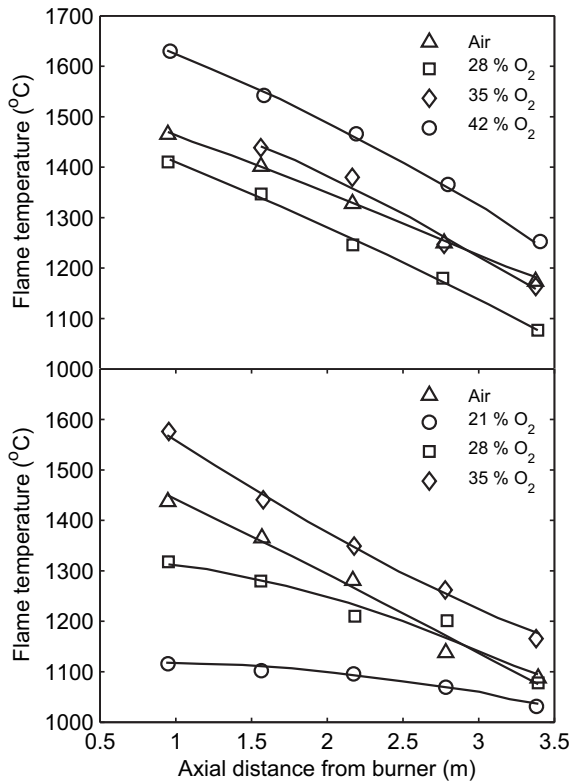 1700
1600
1500
1400
1300
1200
1100
1000
Flame temperature (°C)
Air
28 % O₂
35 % O₂
42 % O₂
1600
1500
1400
1300
1200
1100
1000
Flame temperature (°C)
Air
21 % O₂
28 % O₂
35 % O₂
0.5 1 1.5 2 2.5 3 3.5
Axial distance from burner (m)